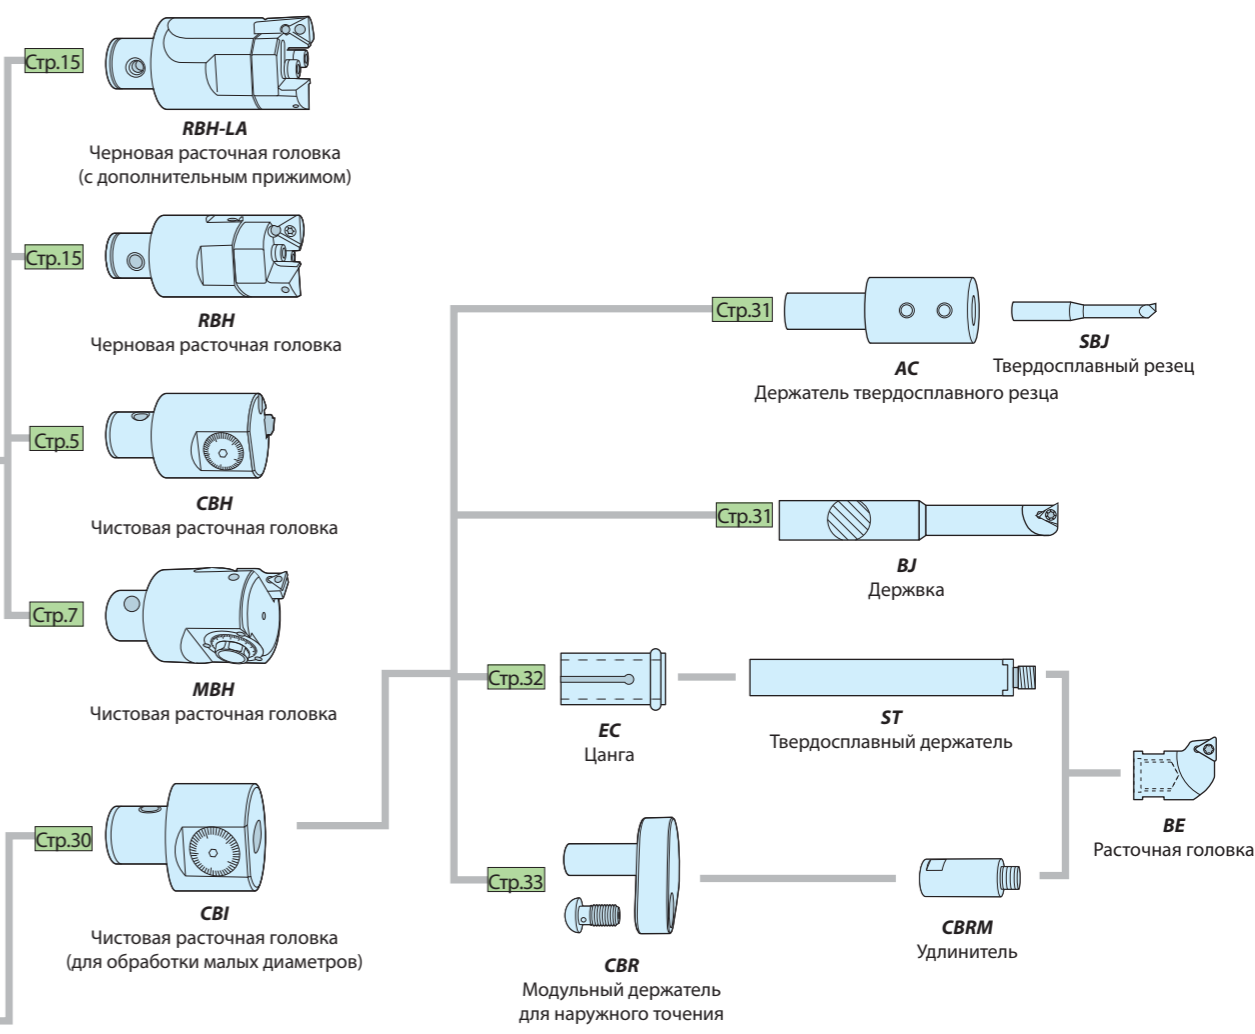 Стр.15
RBH-LA
Черновая расточная головка
(с дополнительным прижимом)
Стр.15
RBH
Черновая расточная головка
Стр.5
CBH
Чистовая расточная головка
Стр.7
MBH
Чистовая расточная головка
Стр.30
CBI
Чистовая расточная головка
(для обработки малых диаметров)
Стр.31
AC
Держатель твердосплавного резца
SBJ
Твердосплавный резец
Стр.31
BJ
Держвка
Стр.32
EC
Цанга
ST
Твердосплавный держатель
BE
Расточная головка
Стр.33
CBR
Модульный держатель
для наружного точения
CBRM
Удлинитель